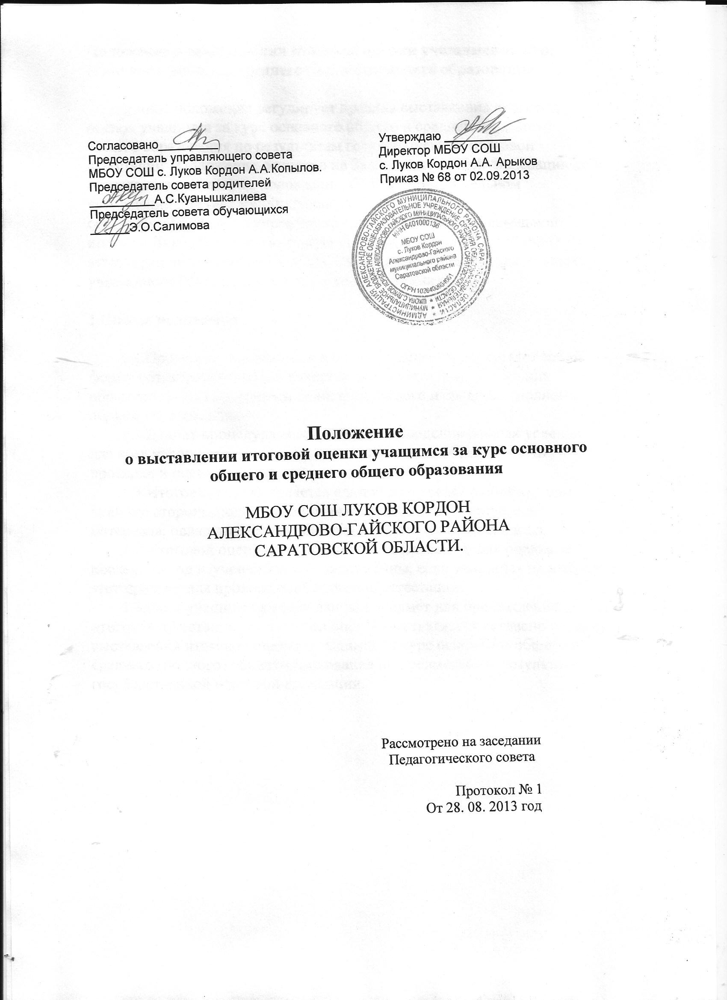 Согласовано
Председатель управляющего совета
МБОУ СОШ с. Луков Кордон А.А.Копылов.
Председатель совета родителей
А.С.Куанышкалиева
Председатель совета обучающихся
Э.О.Салимова
Утверждаю
Директор МБОУ СОШ
с. Луков Кордон А.А. Арыков
Приказ № 68 от 02.09.2013
АДМИНИСТРАЦИЯ АЛЕКСАНДРОВО-ГАЙСКОГО МУНИЦИПАЛЬНОГО РАЙОНА САРАТОВСКОЙ ОБЛАСТИ
МУНИЦИПАЛЬНОЕ БЮДЖЕТНОЕ ОБЩЕОБРАЗОВАТЕЛЬНОЕ УЧРЕЖДЕНИЕ СРЕДНЯЯ ОБЩЕОБРАЗОВАТЕЛЬНАЯ
ШКОЛА С. ЛУКОВ КОРДОН АЛЕКСАНДРОВО-ГАЙСКОГО МУНИЦИПАЛЬНОГО РАЙОНА САРАТОВСКОЙ ОБЛАСТИ
ИНН 6401000136
МБОУ СОШ
с. Луков Кордон
Александрово-Гайского
муниципального района
Саратовской области
ОГРН 1026400964061
Положение
о выставлении итоговой оценки учащимся за курс основного
общего и среднего общего образования
МБОУ СОШ ЛУКОВ КОРДОН
АЛЕКСАНДРОВО-ГАЙСКОГО РАЙОНА
САРАТОВСКОЙ ОБЛАСТИ.
Рассмотрено на заседании
Педагогического совета
Протокол № 1
От 28. 08. 2013 год